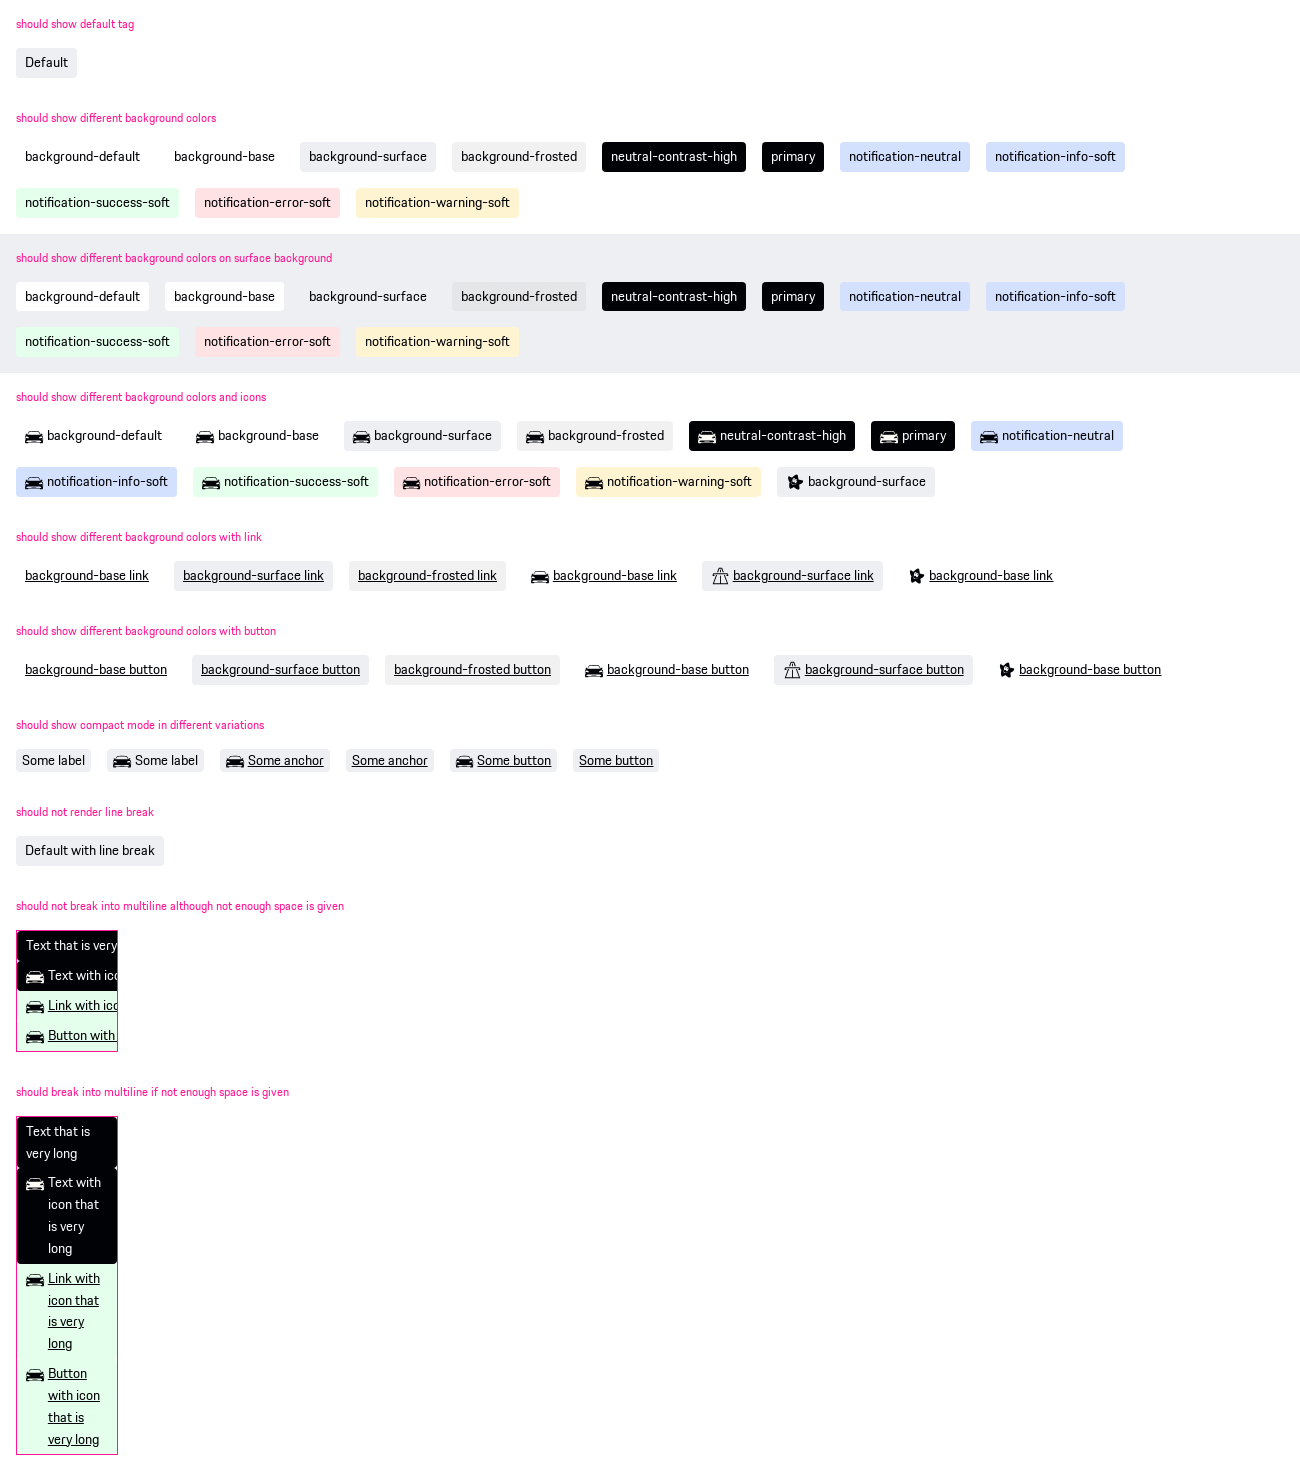 should show default tag
Default
should show different background colors
background-default background-base background-surface background-frosted neutral-contrast-high primary notification-neutral notification-info-soft
notification-success-soft notification-error-soft notification-warning-soft
should show different background colors on surface background
background-default background-base background-surface background-frosted neutral-contrast-high primary notification-neutral notification-info-soft
notification-success-soft notification-error-soft notification-warning-soft
should show different background colors and icons
background-default background-base background-surface background-frosted neutral-contrast-high primary notification-neutral
notification-info-soft notification-success-soft notification-error-soft notification-warning-soft background-surface
should show different background colors with link
background-base link background-surface link background-frosted link background-base link background-surface link background-base link
should show different background colors with button
background-base button background-surface button background-frosted button background-base button background-surface button background-base button
should show compact mode in different variations
Some label Some label Some anchor Some anchor Some button Some button
should not render line break
Default with line break
should not break into multiline although not enough space is given
Text that is very
Text with ico
Link with ico
Button with
should break into multiline if not enough space is given
Text that is
very long
Text with
icon that
is very
long
Link with
icon that
is very
long
Button
with icon
that is
very long